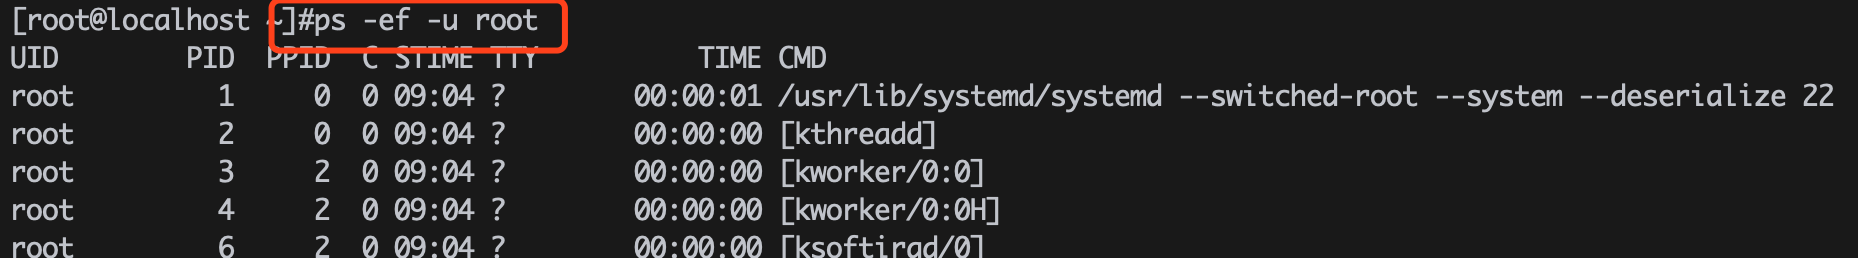 [root@localhost ~]#ps -ef -u root
UID        PID  PPID  C STIME TTY          TIME CMD
root         1     0  0 09:04 ?        00:00:01 /usr/lib/systemd/systemd --switched-root --system --deserialize 22
root         2     0  0 09:04 ?        00:00:00 [kthreadd]
root         3     2  0 09:04 ?        00:00:00 [kworker/0:0]
root         4     2  0 09:04 ?        00:00:00 [kworker/0:0H]
root         6     2  0 09:04 ?        00:00:00 [ksoftirqd/0]